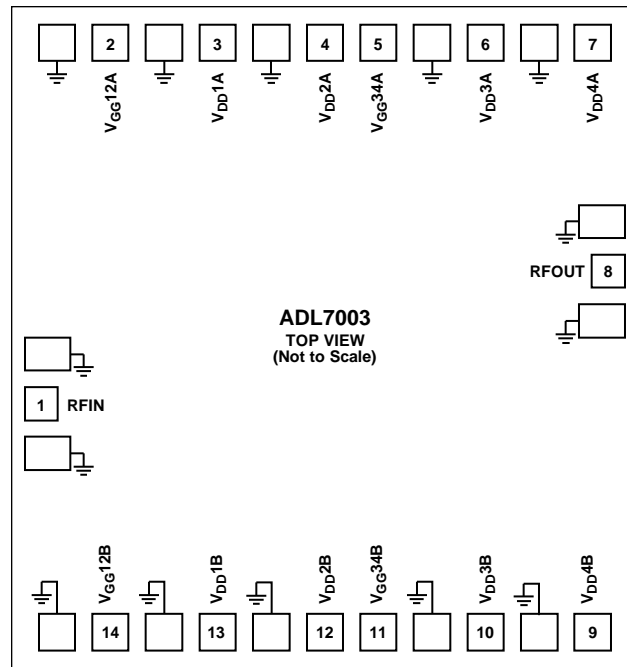 2 3 4 5 6 7
VGG12A VDD1A VDD2A VGG34A VDD3A VDD4A
RFOUT 8
ADL7003
TOP VIEW
(Not to Scale)
1 RFIN
VGG12B VDD1B VDD2B VGG34B VDD3B VDD4B
14 13 12 11 10 9